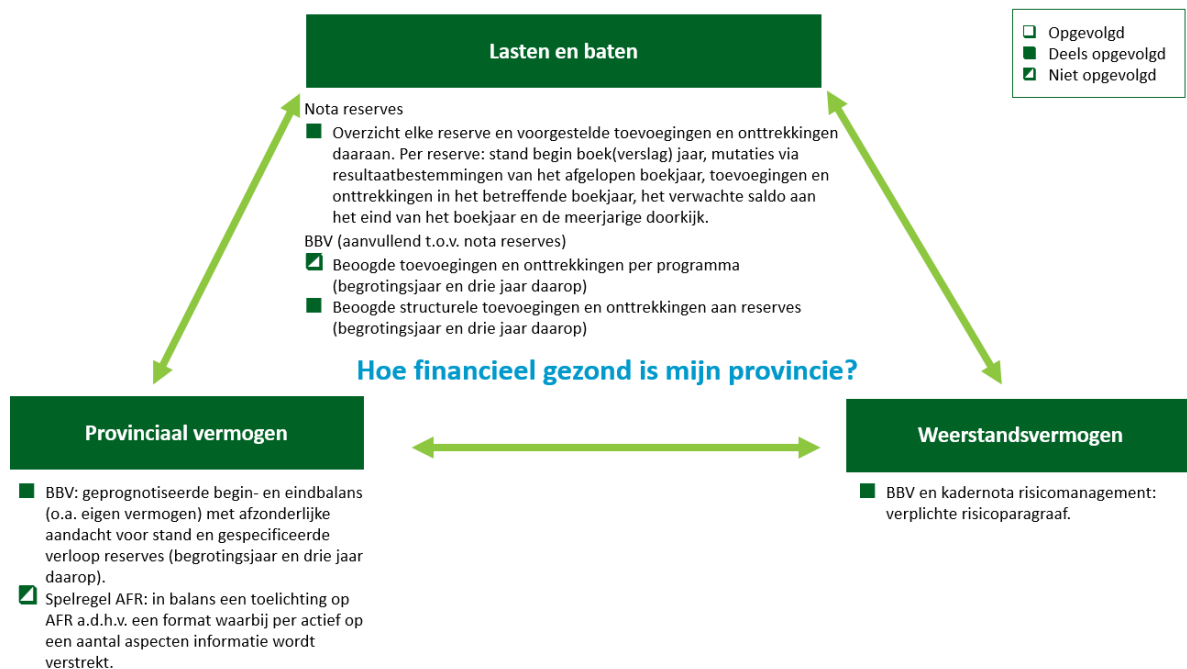 Lasten en baten
Opgevolgd
Deels opgevolgd
Niet opgevolgd
Nota reserves
Overzicht elke reserve en voorgestelde toevoegingen en onttrekkingen
daaraan. Per reserve: stand begin boek(verslag) jaar, mutaties via
resultaatbestemmingen van het afgelopen boekjaar, toevoegingen en
onttrekkingen in het betreffende boekjaar, het verwachte saldo aan
het eind van het boekjaar en de meerjarige doorkijk.
BBV (aanvullend t.o.v. nota reserves)
Beoogde toevoegingen en onttrekkingen per programma
(begrotingsjaar en drie jaar daarop)
Beoogde structurele toevoegingen en onttrekkingen aan reserves
(begrotingsjaar en drie jaar daarop)
Hoe financieel gezond is mijn provincie?
Provinciaal vermogen
BBV: geprognotiseerde begin- en eindbalans
(o.a. eigen vermogen) met afzonderlijke
aandacht voor stand en gespecificeerde
verloop reserves (begrotingsjaar en drie jaar
daarop).
Spelregel AFR: in balans een toelichting op
AFR a.d.h.v. een format waarbij per actief op
een aantal aspecten informatie wordt
verstrekt.
Weerstandsvermogen
BBV en kadernota risicomanagement:
verplichte risicoparagraaf.